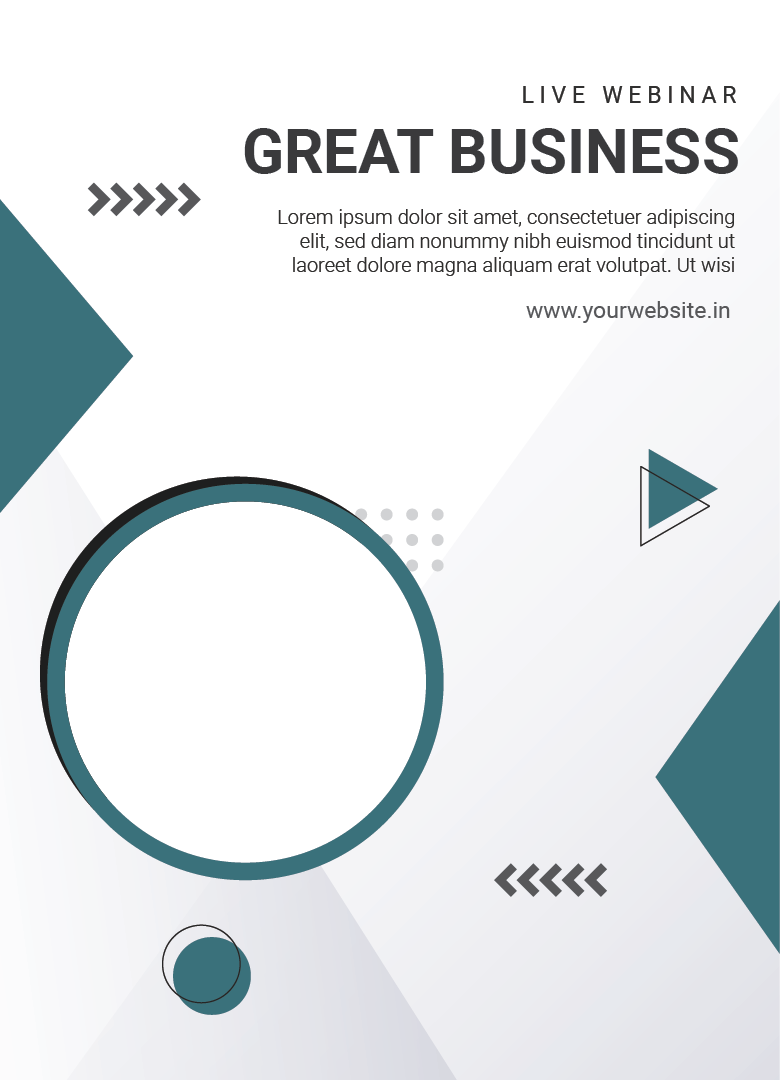 LIVE WEBINAR
GREAT BUSINESS
Lorem ipsum dolor sit amet, consectetuer adipiscing
elit, sed diam nonummy nibh euismod tincidunt ut
laoreet dolore magna aliquam erat volutpat. Ut wisi
www.yourwebsite.in